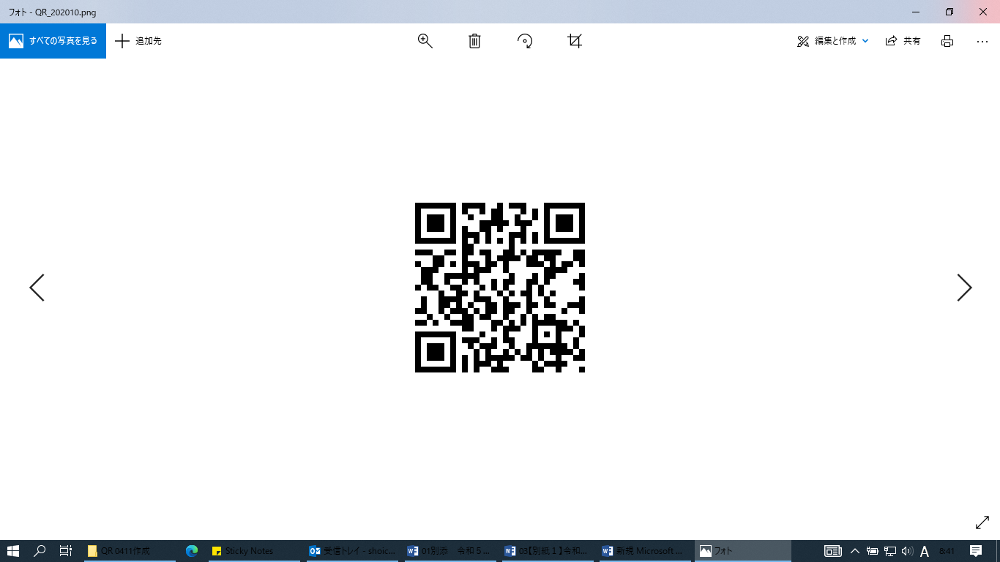 フォト - QR_202010.png
すべての写真を見る
追加先
編集と作成
共有
QR 0411作成
Sticky Notes
受信トレイ - shoic...
01別添　令和５...
03【別紙１】令和...
新規 Microsoft ...
フォト
A
8:41